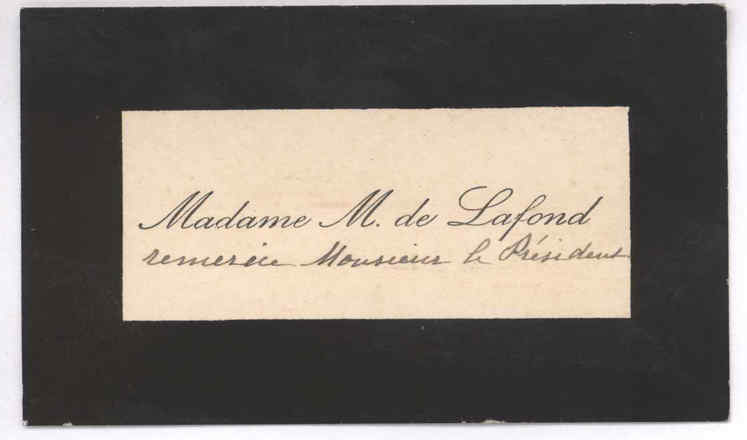 Madame M. de Lafond
remercie Monsieur le Président